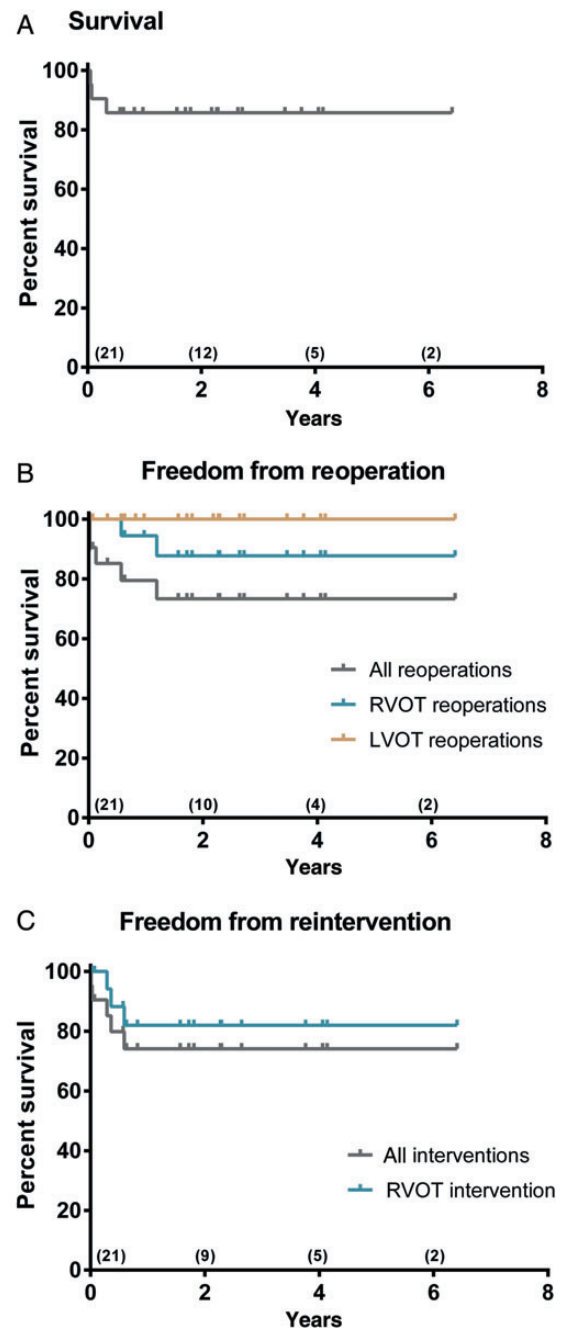 A Survival
100
80
60
40
20
0
Percent survival
(21) (12) (5) (2)
0 2 4 6 8
Years
B Freedom from reoperation
100
80
60
40
20
0
Percent survival
All reoperations
RVOT reoperations
LVOT reoperations
(21) (10) (4) (2)
0 2 4 6 8
Years
C Freedom from reintervention
100
80
60
40
20
0
Percent survival
All interventions
RVOT intervention
(21) (9) (5) (2)
0 2 4 6 8
Years